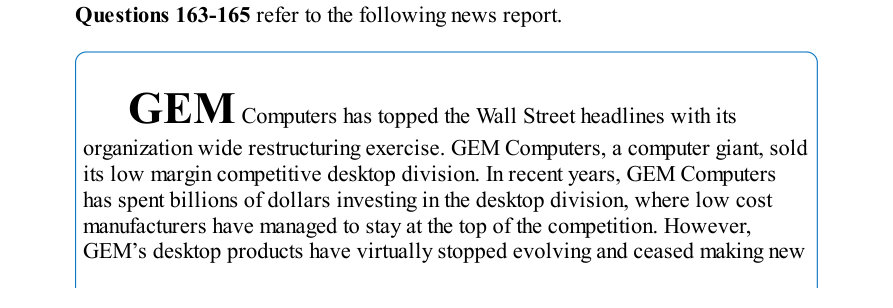 Questions 163-165 refer to the following news report.
GEM Computers has topped the Wall Street headlines with its
organization wide restructuring exercise. GEM Computers, a computer giant, sold
its low margin competitive desktop division. In recent years, GEM Computers
has spent billions of dollars investing in the desktop division, where low cost
manufacturers have managed to stay at the top of the competition. However,
GEM’s desktop products have virtually stopped evolving and ceased making new